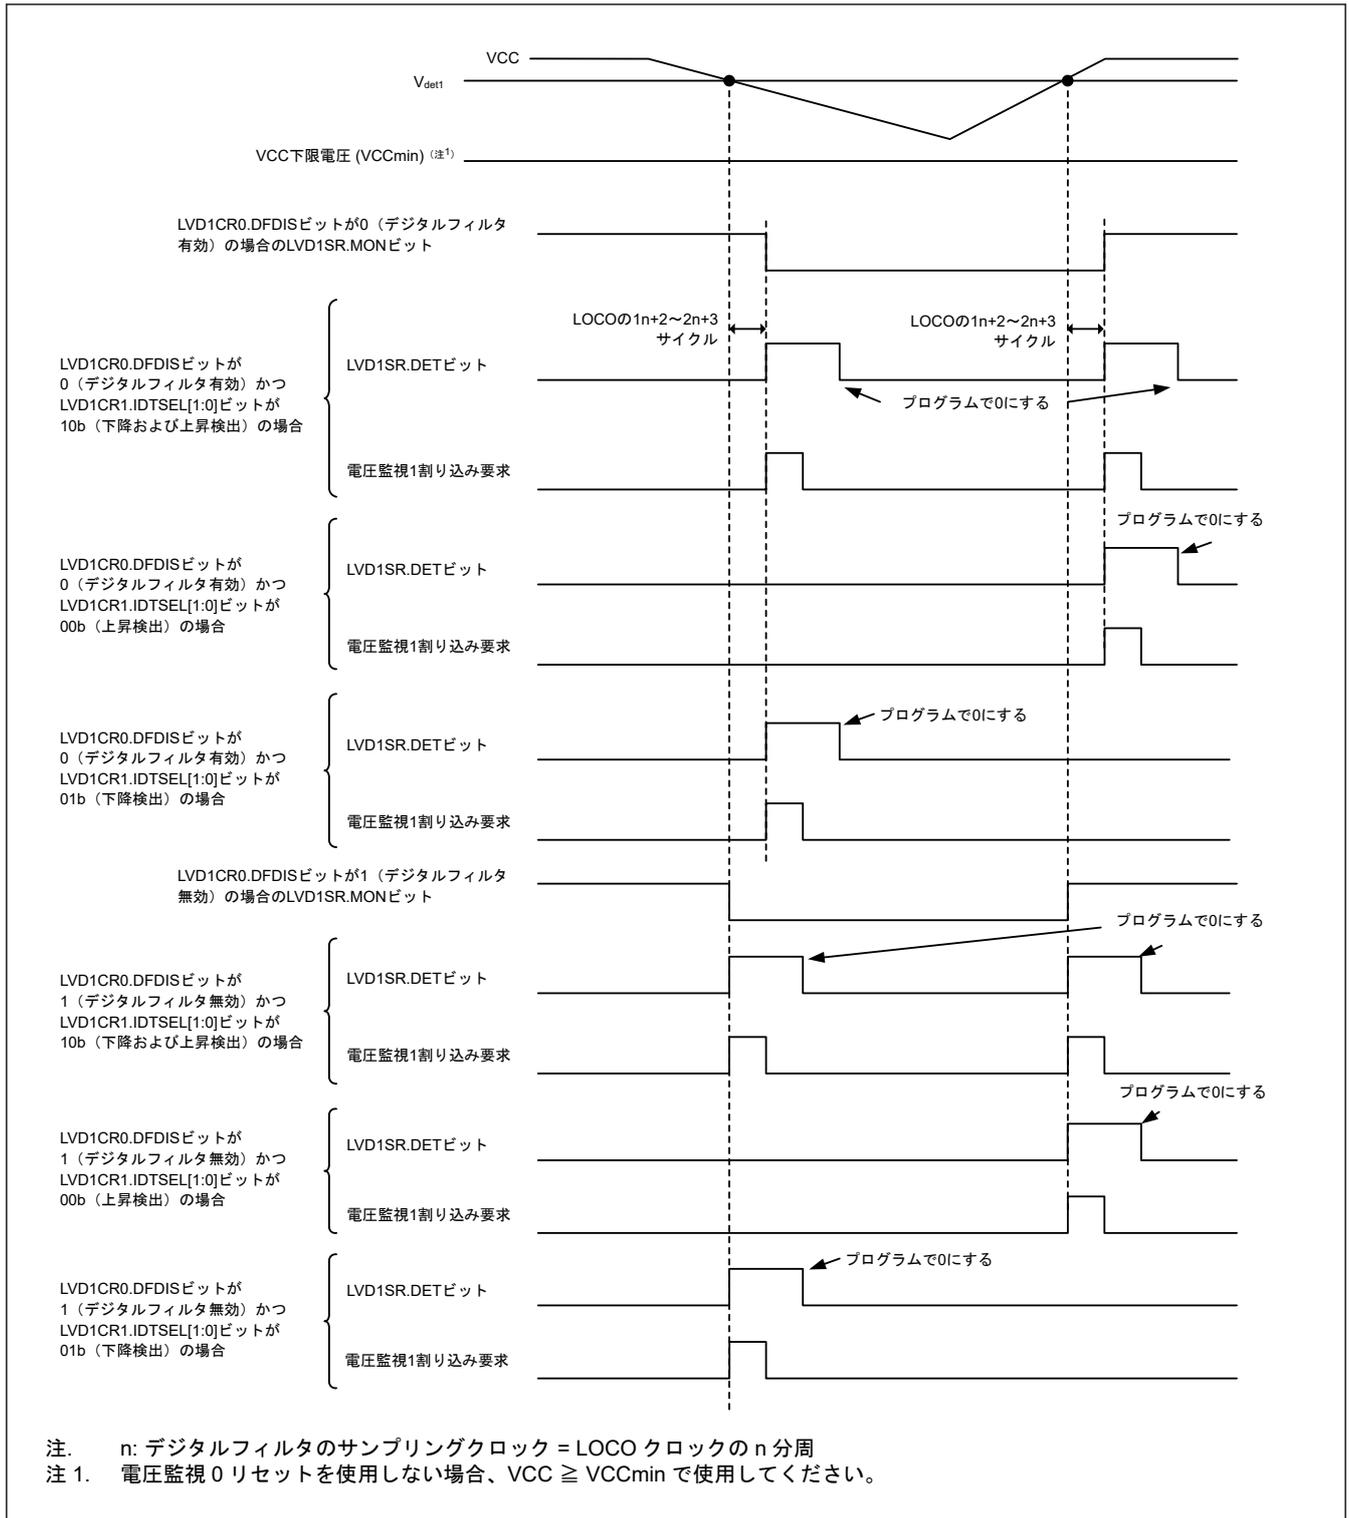 VCC
Vdet1
VCC下限電圧 (VCCmin)（注1）
LVD1CR0.DFDISビットが0（デジタルフィルタ
有効）の場合のLVD1SR.MONビット
LOCOの1n+2～2n+3
サイクル
LOCOの1n+2～2n+3
サイクル
LVD1CR0.DFDISビットが
0（デジタルフィルタ有効）かつ
LVD1CR1.IDTSEL[1:0]ビットが
10b（下降および上昇検出）の場合
LVD1SR.DETビット
プログラムで0にする
電圧監視1割り込み要求
プログラムで0にする
LVD1CR0.DFDISビットが
0（デジタルフィルタ有効）かつ
LVD1CR1.IDTSEL[1:0]ビットが
00b（上昇検出）の場合
LVD1SR.DETビット
電圧監視1割り込み要求
プログラムで0にする
LVD1CR0.DFDISビットが
0（デジタルフィルタ有効）かつ
LVD1CR1.IDTSEL[1:0]ビットが
01b（下降検出）の場合
LVD1SR.DETビット
電圧監視1割り込み要求
LVD1CR0.DFDISビットが1（デジタルフィルタ
無効）の場合のLVD1SR.MONビット
プログラムで0にする
LVD1CR0.DFDISビットが
1（デジタルフィルタ無効）かつ
LVD1CR1.IDTSEL[1:0]ビットが
10b（下降および上昇検出）の場合
LVD1SR.DETビット
電圧監視1割り込み要求
プログラムで0にする
LVD1CR0.DFDISビットが
1（デジタルフィルタ無効）かつ
LVD1CR1.IDTSEL[1:0]ビットが
00b（上昇検出）の場合
LVD1SR.DETビット
電圧監視1割り込み要求
プログラムで0にする
LVD1CR0.DFDISビットが
1（デジタルフィルタ無効）かつ
LVD1CR1.IDTSEL[1:0]ビットが
01b（下降検出）の場合
LVD1SR.DETビット
電圧監視1割り込み要求
注. n: デジタルフィルタのサンプリングクロック = LOCO クロックの n 分周
注 1. 電圧監視 0 リセットを使用しない場合、VCC ≧ VCCmin で使用してください。